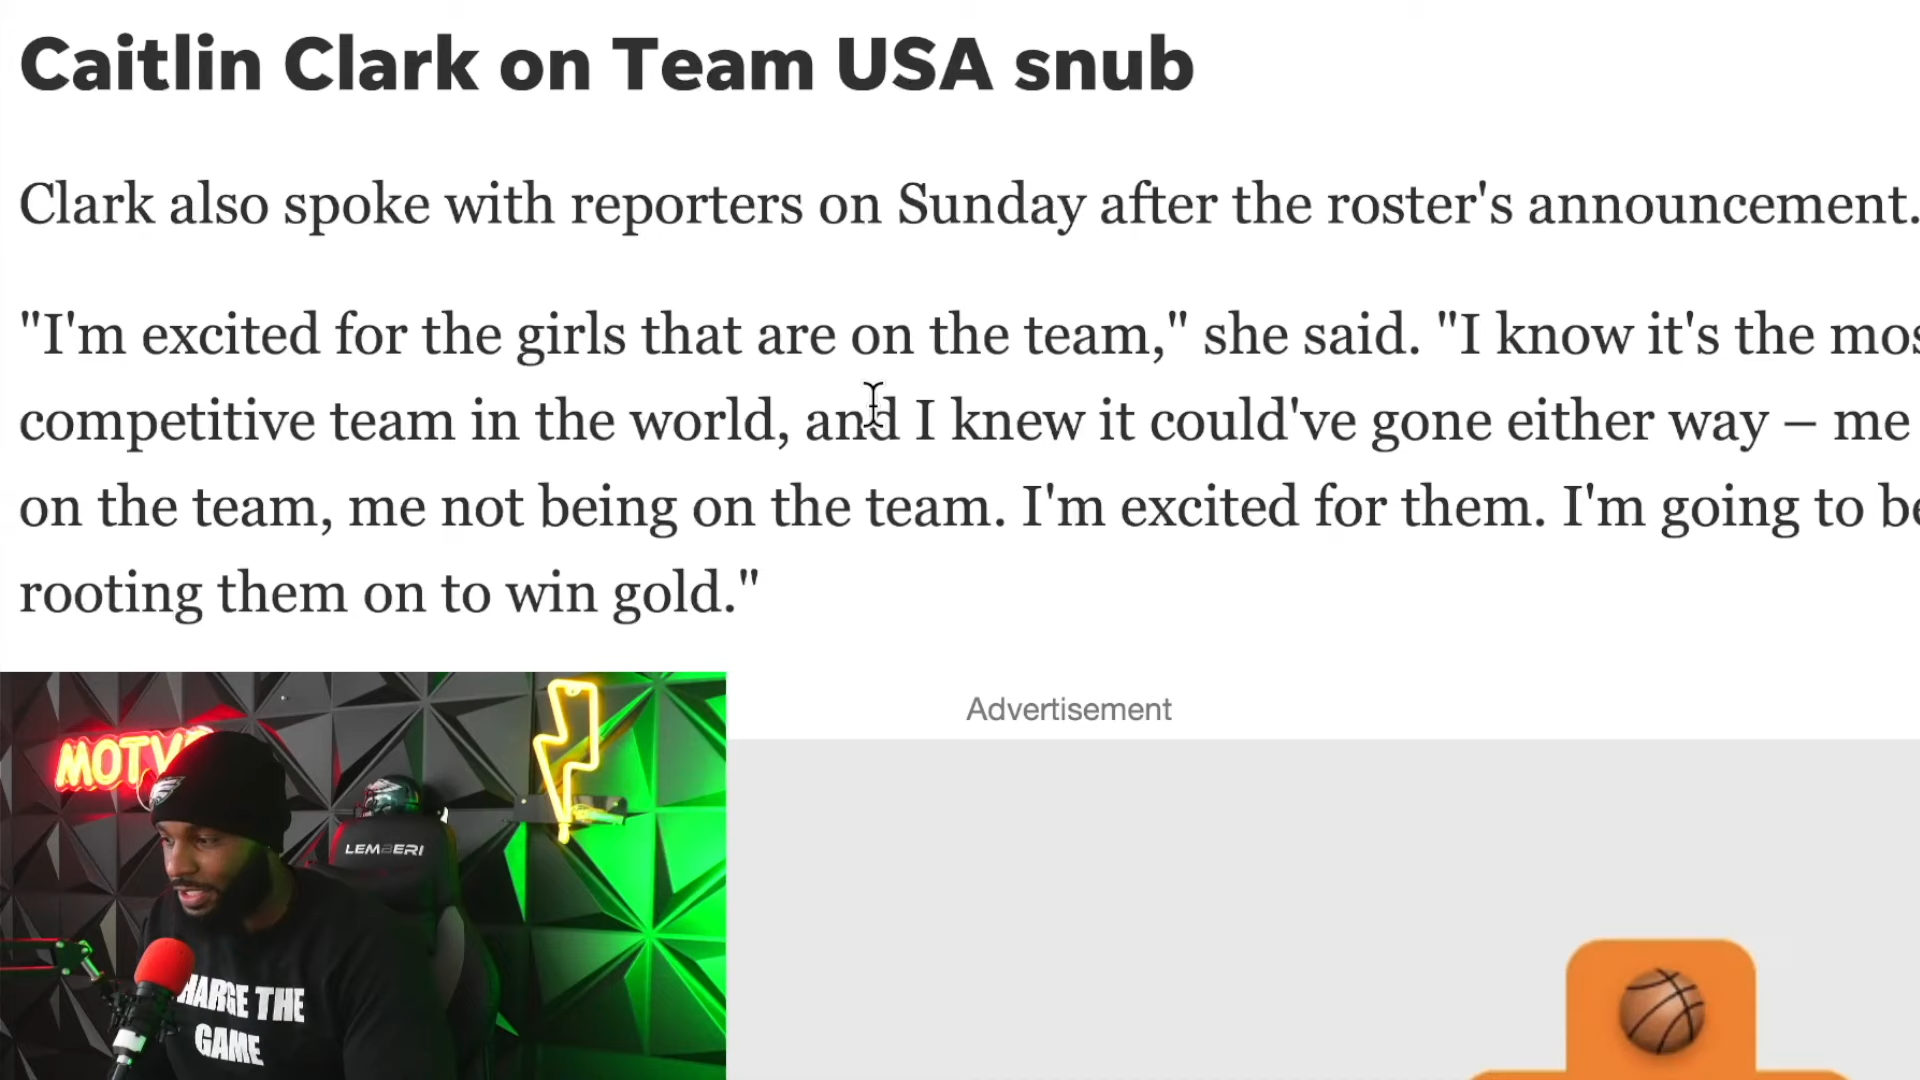 Caitlin Clark on Team USA snub
Clark also spoke with reporters on Sunday after the roster's announcement.
"I'm excited for the girls that are on the team," she said. "I know it's the mos
competitive team in the world, and I knew it could've gone either way – me
on the team, me not being on the team. I'm excited for them. I'm going to be
rooting them on to win gold."
Advertisement
MOTV
LEMBERI
HARGE THE
GAME